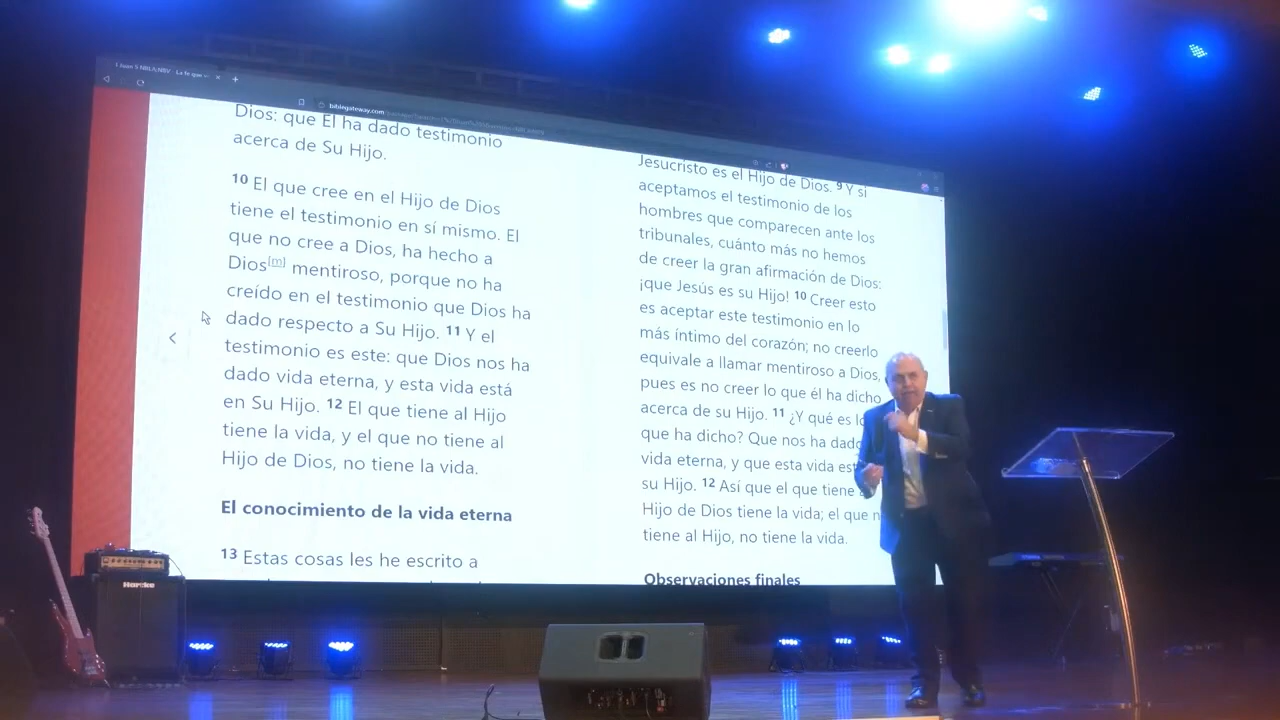 biblegateway.com
Dios: que Él ha dado testimonio
acerca de Su Hijo.
10 El que cree en el Hijo de Dios
tiene el testimonio en sí mismo. El
que no cree a Dios, ha hecho a
Dios[m] mentiroso, porque no ha
creído en el testimonio que Dios ha
dado respecto a Su Hijo. 11 Y el
testimonio es este: que Dios nos ha
dado vida eterna, y esta vida está
en Su Hijo. 12 El que tiene al Hijo
tiene la vida, y el que no tiene al
Hijo de Dios, no tiene la vida.
El conocimiento de la vida eterna
13 Estas cosas les he escrito a
Jesucristo es el Hijo de Dios. 9 Y si
aceptamos el testimonio de los
hombres que comparecen ante los
tribunales, cuánto más no hemos
de creer la gran afirmación de Dios:
¡que Jesús es su Hijo! 10 Creer esto
es aceptar este testimonio en lo
más íntimo del corazón; no creerlo
equivale a llamar mentiroso a Dios,
pues es no creer lo que él ha dicho
acerca de su Hijo. 11 ¿Y qué es lo
que ha dicho? Que nos ha dado
vida eterna, y que esta vida est
su Hijo. 12 Así que el que tiene
Hijo de Dios tiene la vida; el que n
tiene al Hijo, no tiene la vida.
Observaciones finales
Hartke